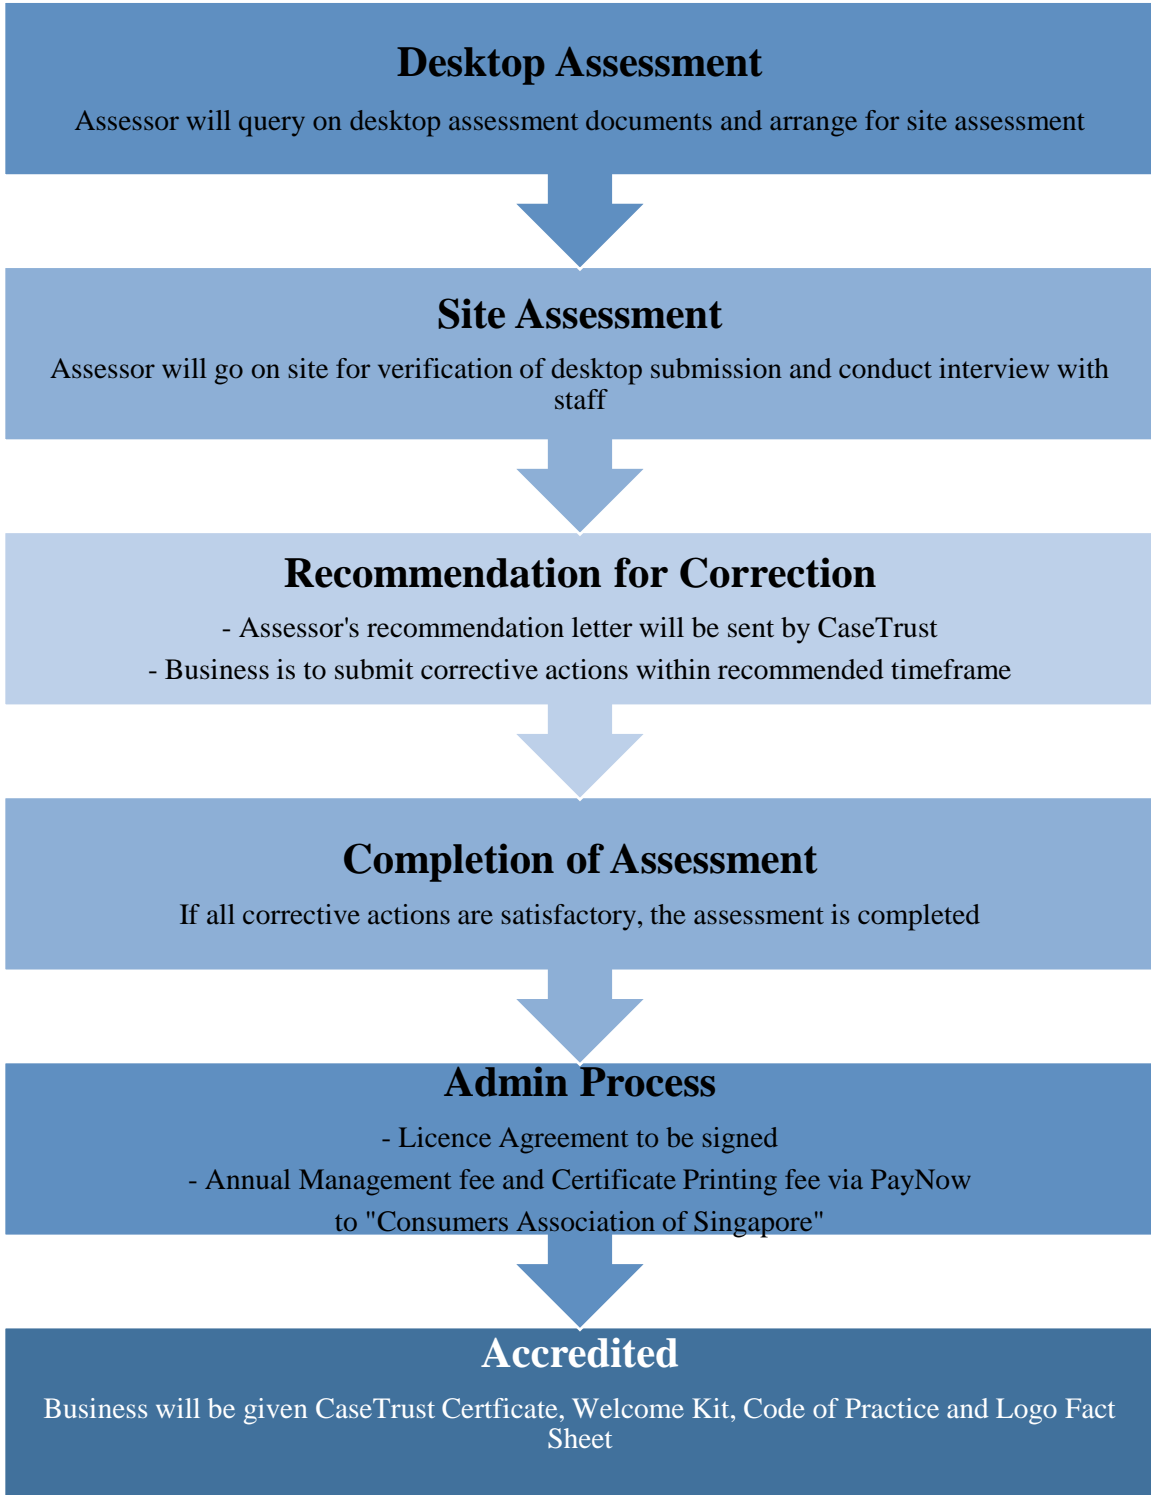 Desktop Assessment
Assessor will query on desktop assessment documents and arrange for site assessment
Site Assessment
Assessor will go on site for verification of desktop submission and conduct interview with
staff
Recommendation for Correction
- Assessor's recommendation letter will be sent by CaseTrust
- Business is to submit corrective actions within recommended timeframe
Completion of Assessment
If all corrective actions are satisfactory, the assessment is completed
Admin Process
- Licence Agreement to be signed
- Annual Management fee and Certificate Printing fee via PayNow
to "Consumers Association of Singapore"
Accredited
Business will be given CaseTrust Certficate, Welcome Kit, Code of Practice and Logo Fact
Sheet